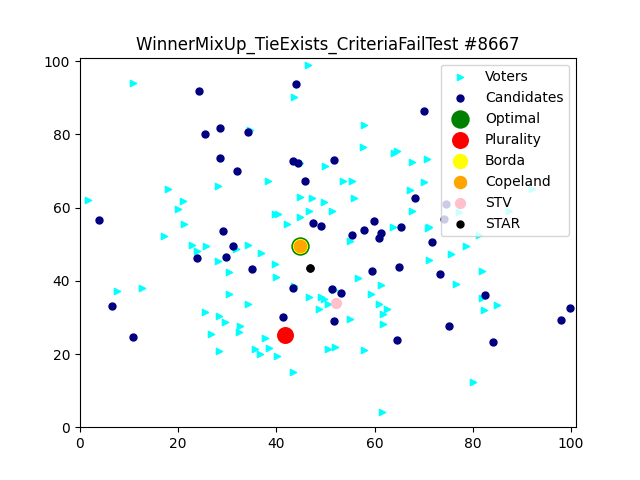 WinnerMixUp_TieExists_CriteriaFailTest #8667
100
80
60
40
20
0
0 20 40 60 80 100
Voters
Candidates
Optimal
Plurality
Borda
Copeland
STV
STAR